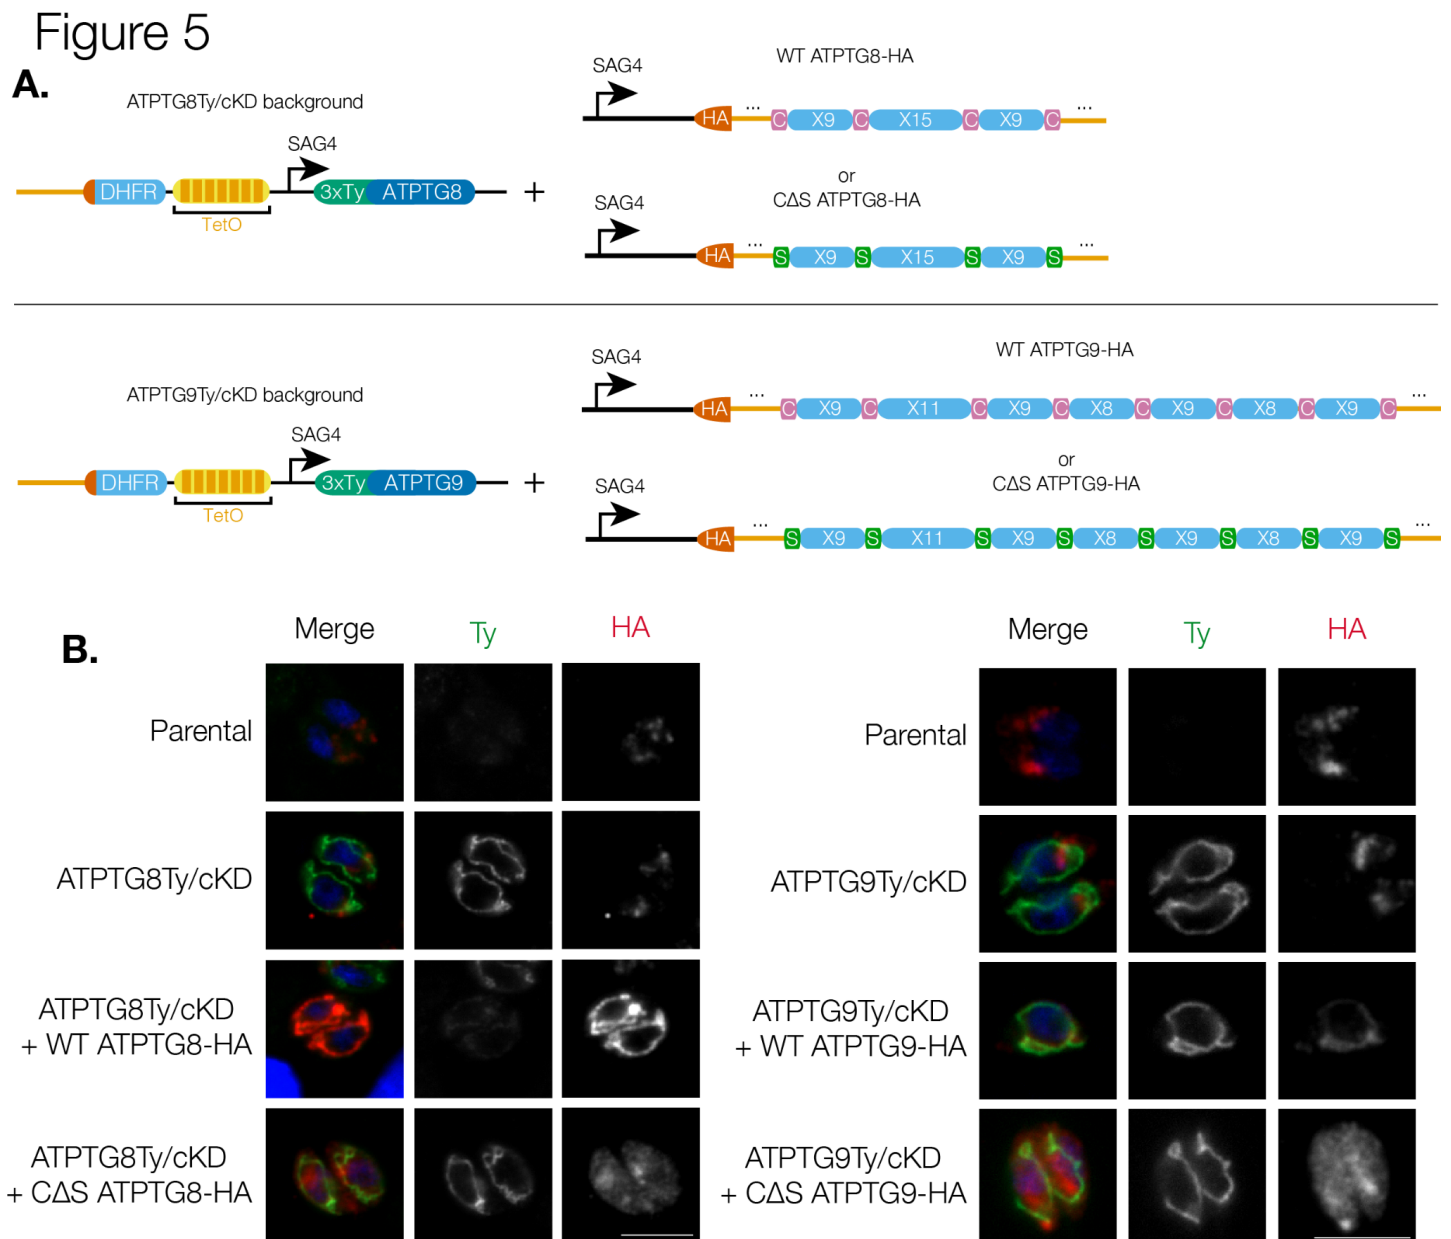 Figure 5
A.
ATPTG8Ty/cKD background
SAG4
DHFR
3xTy
ATPTG8
TetO
+
WT ATPTG8-HA
SAG4
HA
...
C
X9
C
X15
C
X9
C
...
or
CΔS ATPTG8-HA
SAG4
HA
...
S
X9
S
X15
S
X9
S
...
ATPTG9Ty/cKD background
SAG4
DHFR
3xTy
ATPTG9
TetO
+
WT ATPTG9-HA
SAG4
HA
...
C
X9
C
X11
C
X9
C
X8
C
X9
C
X8
C
X9
C
...
or
CΔS ATPTG9-HA
SAG4
HA
...
S
X9
S
X11
S
X9
S
X8
S
X9
S
X8
S
X9
S
...
B.
Merge
Ty
HA
Parental
ATPTG8Ty/cKD
ATPTG8Ty/cKD
+ WT ATPTG8-HA
ATPTG8Ty/cKD
+ CΔS ATPTG8-HA
Merge
Ty
HA
Parental
ATPTG9Ty/cKD
ATPTG9Ty/cKD
+ WT ATPTG9-HA
ATPTG9Ty/cKD
+ CΔS ATPTG9-HA